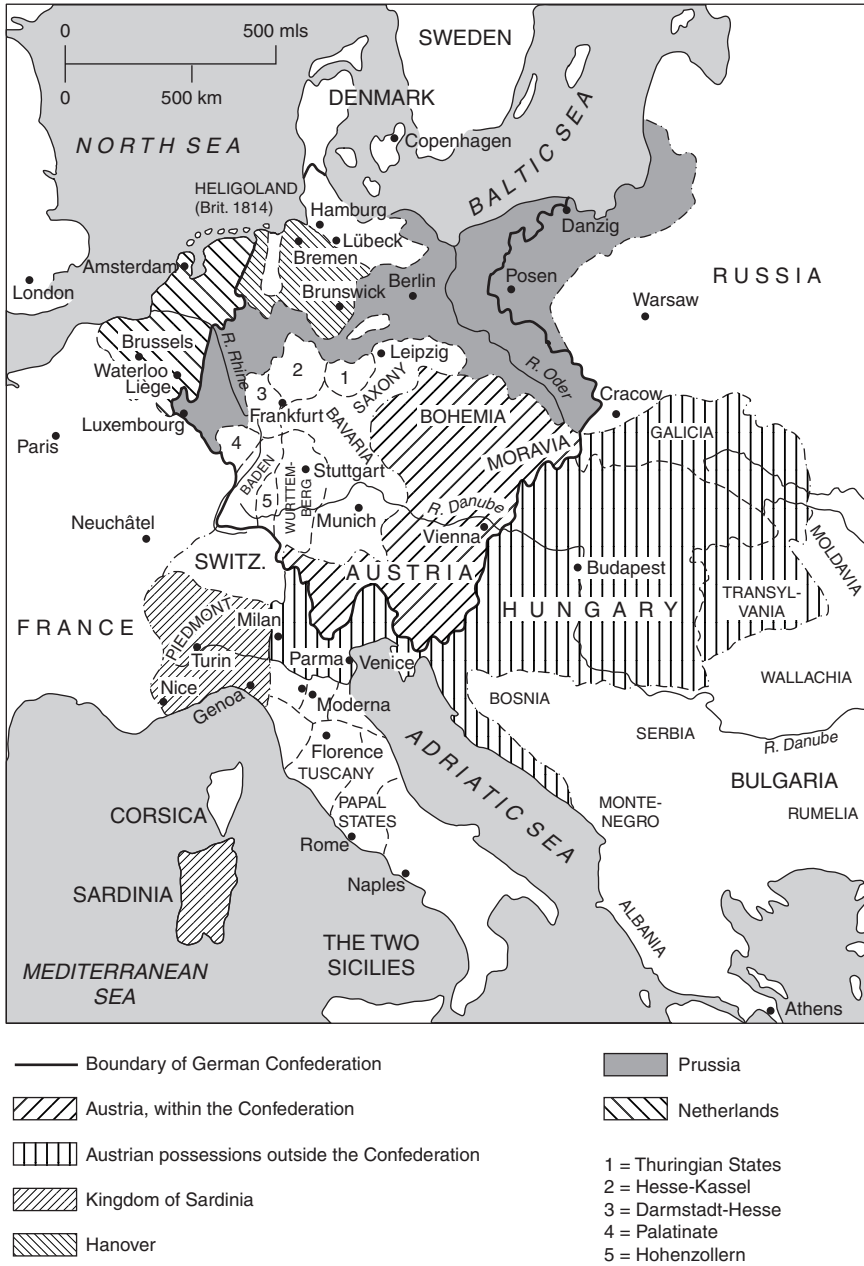 0 500 mls
0 500 km
SWEDEN
DENMARK
NORTH SEA
Copenhagen
BALTIC SEA
HELIGOLAND
(Brit. 1814)
Hamburg
Lübeck
Bremen
Danzig
Amsterdam
London
Brunswick
Berlin
Posen
RUSSIA
Warsaw
Brussels
Waterloo
Liège
R. Rhine
Leipzig
2
1
3
SAXONY
R. Oder
Luxembourg
Frankfurt
BAVARIA
BOHEMIA
Cracow
Paris
4
MORAVIA
GALICIA
BADEN
Stuttgart
5
WURTTEM-
BERG
R. Danube
Neuchâtel
Munich
Vienna
MOLDAVIA
SWITZ.
AUSTRIA
Budapest
FRANCE
PIEDMONT
Milan
HUNGARY
TRANSYL-
VANIA
Turin
Parma
Venice
WALLACHIA
Nice
Genoa
Moderna
BOSNIA
Florence
SERBIA
R. Danube
TUSCANY
ADRIATIC SEA
BULGARIA
CORSICA
PAPAL
STATES
MONTE-
NEGRO
RUMELIA
Rome
SARDINIA
Naples
ALBANIA
THE TWO
SICILIES
MEDITERRANEAN
SEA
Athens
Boundary of German Confederation
Austria, within the Confederation
Austrian possessions outside the Confederation
Kingdom of Sardinia
Hanover
Prussia
Netherlands
1 = Thuringian States
2 = Hesse-Kassel
3 = Darmstadt-Hesse
4 = Palatinate
5 = Hohenzollern